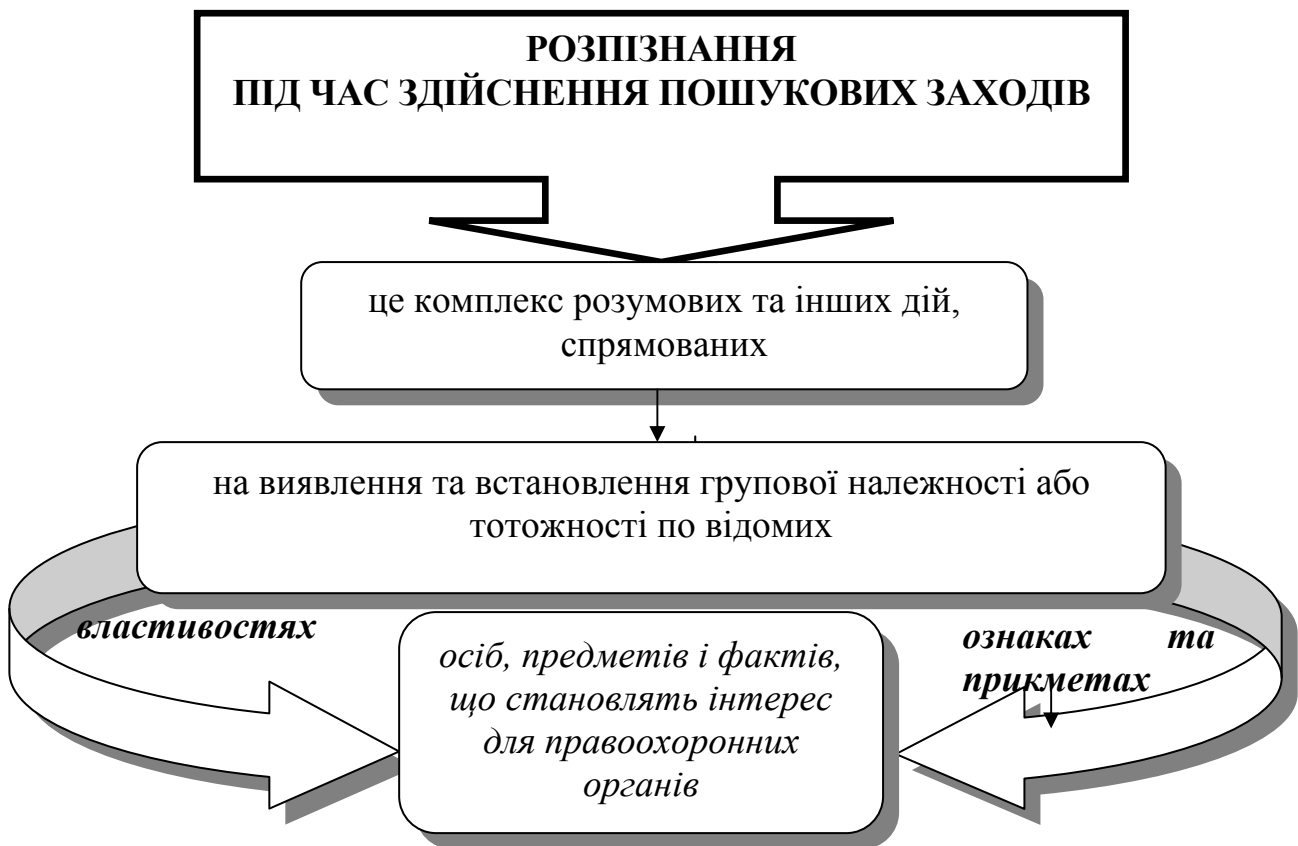 РОЗПІЗНАННЯ
ПІД ЧАС ЗДІЙСНЕННЯ ПОШУКОВИХ ЗАХОДІВ
це комплекс розумових та інших дій,
спрямованих
на виявлення та встановлення групової належності або
тотожності по відомих
властивостях
ознаках та
прикметах
осіб, предметів і фактів,
що становлять інтерес
для правоохоронних
органів